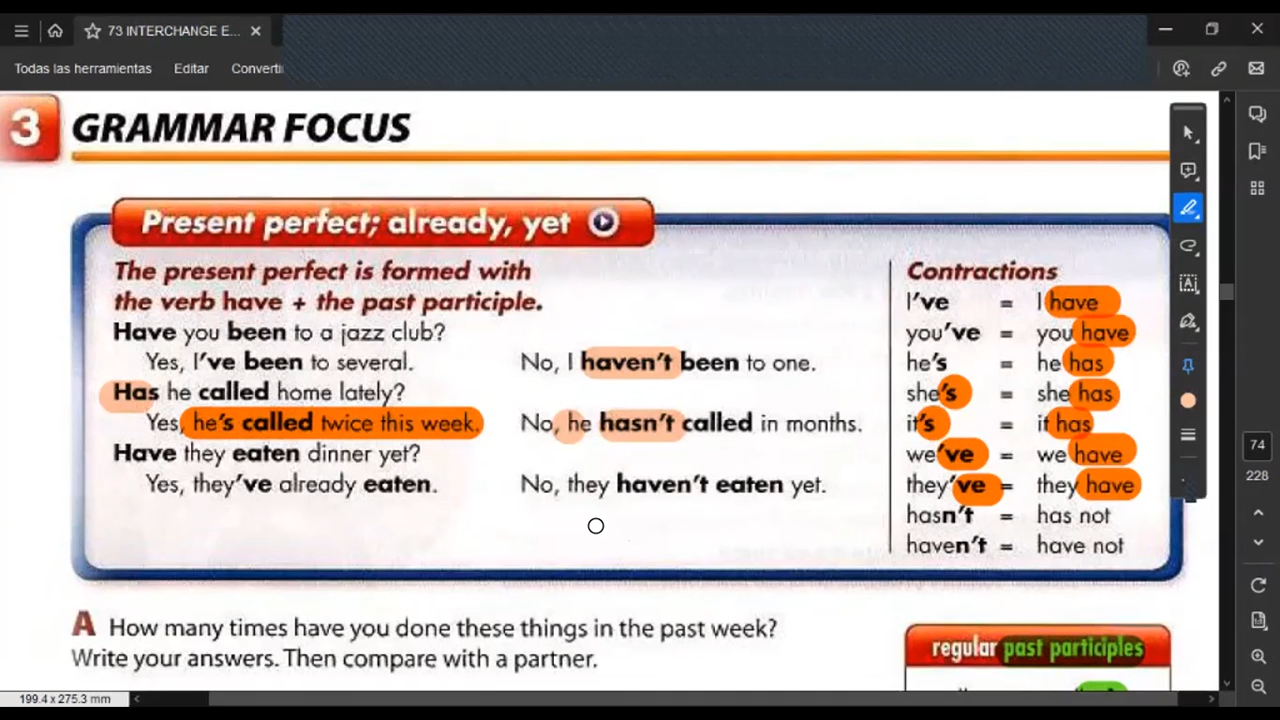 73 INTERCHANGE E...
Todas las herramientas Editar Converti
3 GRAMMAR FOCUS
Present perfect; already, yet
The present perfect is formed with
the verb have + the past participle.
Have you been to a jazz club?
Yes, I've been to several. No, I haven't been to one.
Has he called home lately?
Yes, he's called twice this week. No, he hasn't called in months.
Have they eaten dinner yet?
Yes, they've already eaten. No, they haven't eaten yet.
Contractions
I've = I have
you've = you have
he's = he has
she's = she has
it's = it has
we've = we have
they've = they have
hasn't = has not
haven't = have not
A How many times have you done these things in the past week?
Write your answers. Then compare with a partner.
regular past participles
74
228
199.4 x 275.3 mm